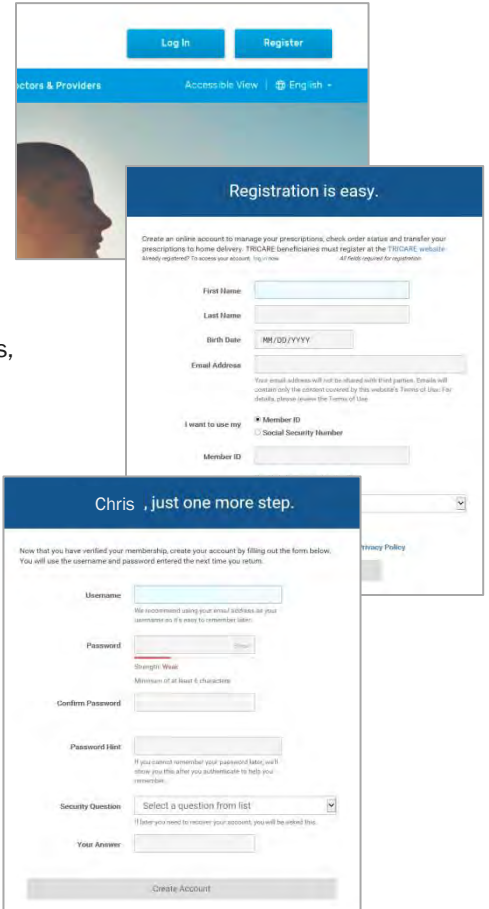 Log In Register
ctors & Providers Accessible View | English
Registration is easy.
Create an online account to manage your prescriptions, check order status and transfer your
prescriptions to home delivery. TRICARE beneficiaries must register at the TRICARE website
Already registered? To access your account, log in now. All fields required for registration.
First Name
Last Name
s,
Birth Date MM/DD/YYYY
Email Address
Your email address will not be shared with third parties. Emails will
contain only the content covered by this website's Terms of Use. For
details, please review the Terms of Use.
I want to use my Member ID
Social Security Number
Member ID
Privacy Policy
Chris , just one more step.
Now that you have verified your membership, create your account by filling out the form below.
You will use the username and password entered the next time you return.
Username
We recommend using your email address as your
username as it's easy to remember later.
Password
Strength: Weak
Minimum of at least 6 characters
Confirm Password
Password Hint
If you cannot remember your password later, we'll
show you this after you authenticate to help you
remember.
Security Question Select a question from list
If later you need to recover your account, you will be asked this.
Your Answer
Create Account